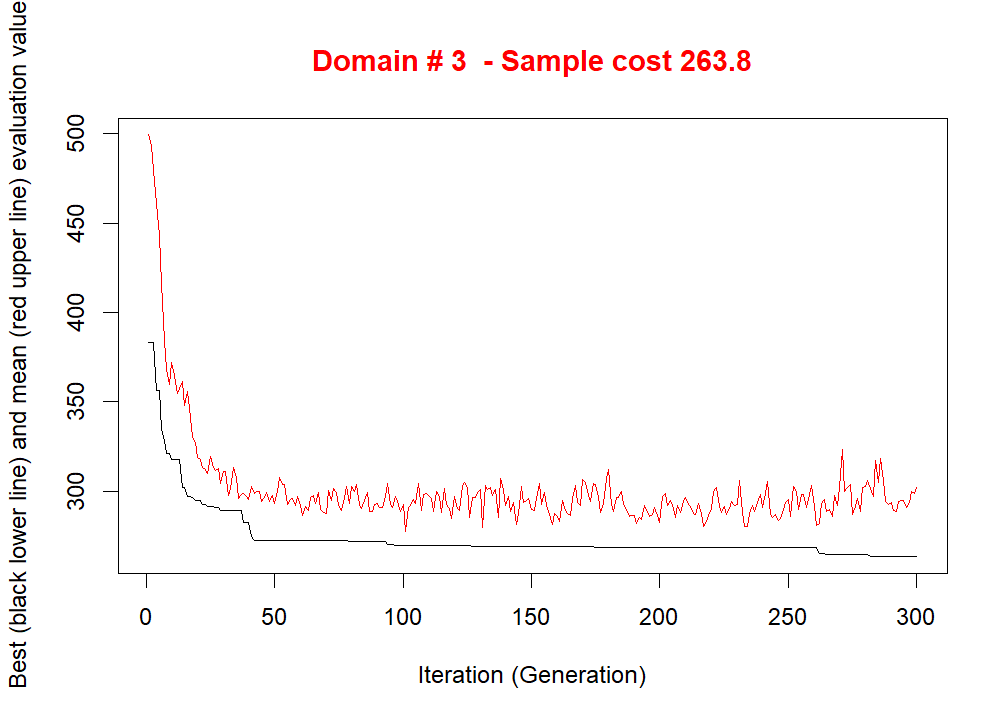 Domain # 3  - Sample cost 263.8
Best (black lower line) and mean (red upper line) evaluation value
500
450
400
350
300
0 50 100 150 200 250 300
Iteration (Generation)